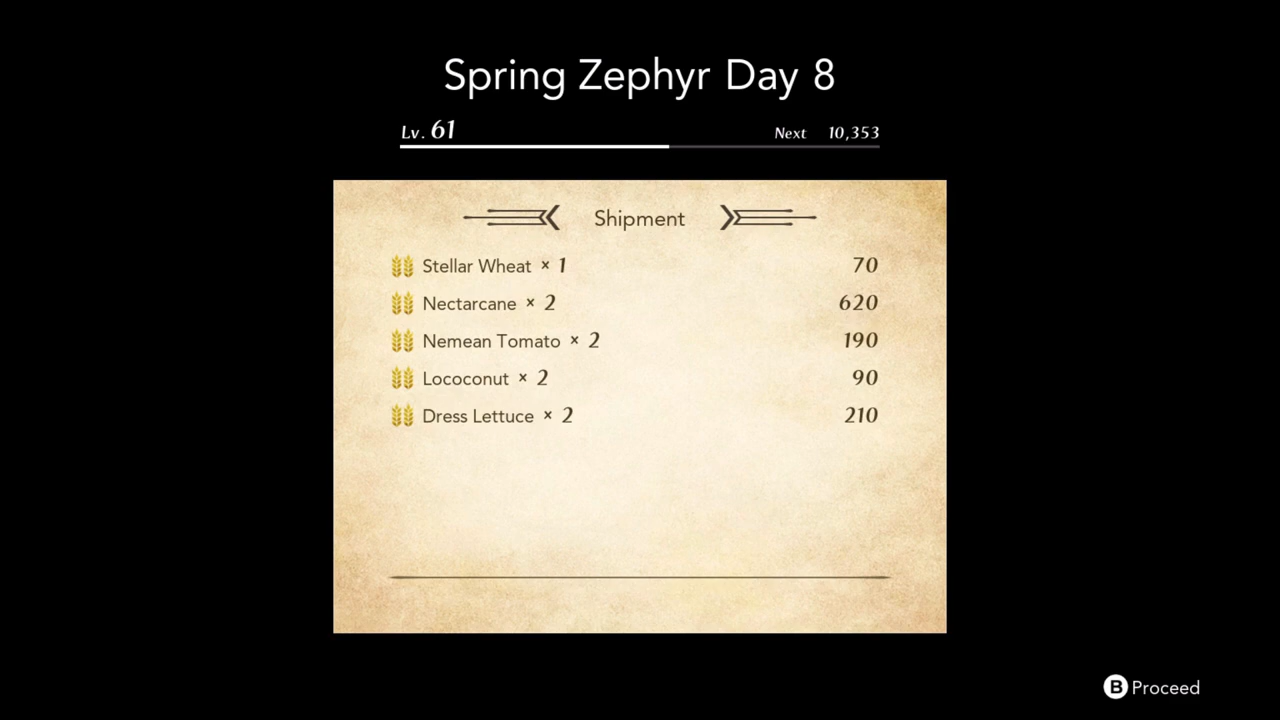 Spring Zephyr Day 8
Lv. 61 Next 10,353
Shipment
Stellar Wheat × 1 70
Nectarcane × 2 620
Nemean Tomato × 2 190
Lococonut × 2 90
Dress Lettuce × 2 210
B Proceed